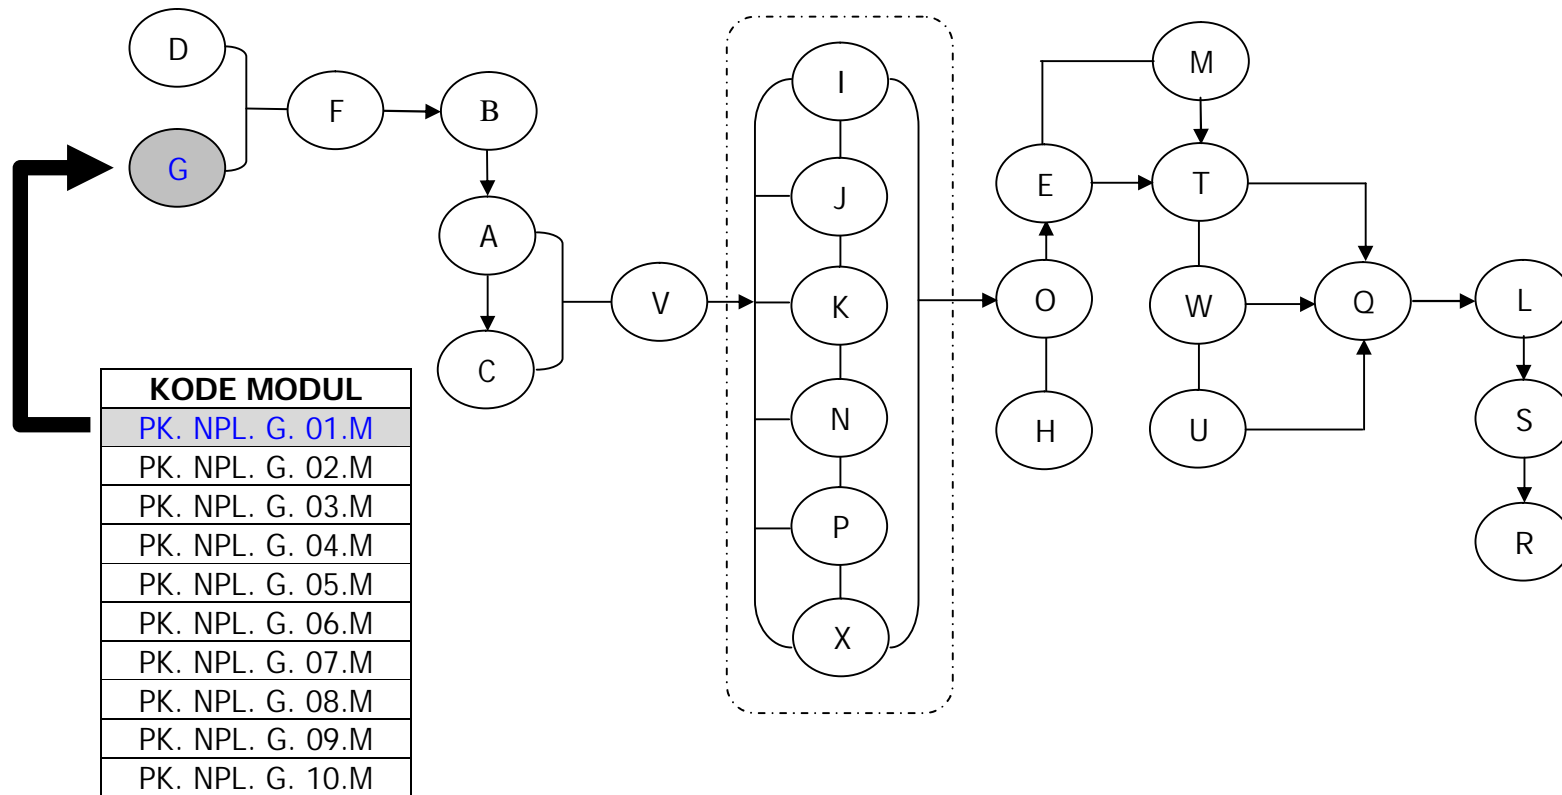 D
G
F
B
A
C
V
I
J
K
N
P
X
M
E
T
O
W
Q
L
H
U
S
R
KODE MODUL
PK. NPL. G. 01.M
PK. NPL. G. 02.M
PK. NPL. G. 03.M
PK. NPL. G. 04.M
PK. NPL. G. 05.M
PK. NPL. G. 06.M
PK. NPL. G. 07.M
PK. NPL. G. 08.M
PK. NPL. G. 09.M
PK. NPL. G. 10.M